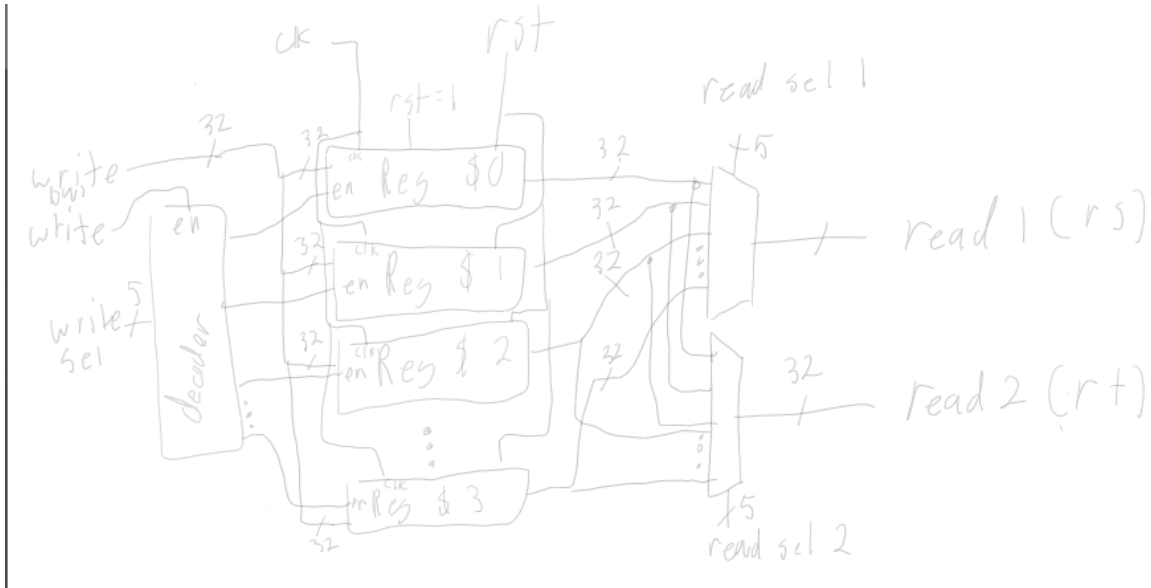 clk
rst
rst=1
read sel 1
32
32
32
5
write
bus
write
en
clk
en Reg $0
32
read 1 (rs)
32
clk
en Reg $ 1
32
5
write
sel
decoder
32
clk
en Reg $ 2
32
32
read 2 (rt)
clk
en Reg $ 3
32
5
read sel 2